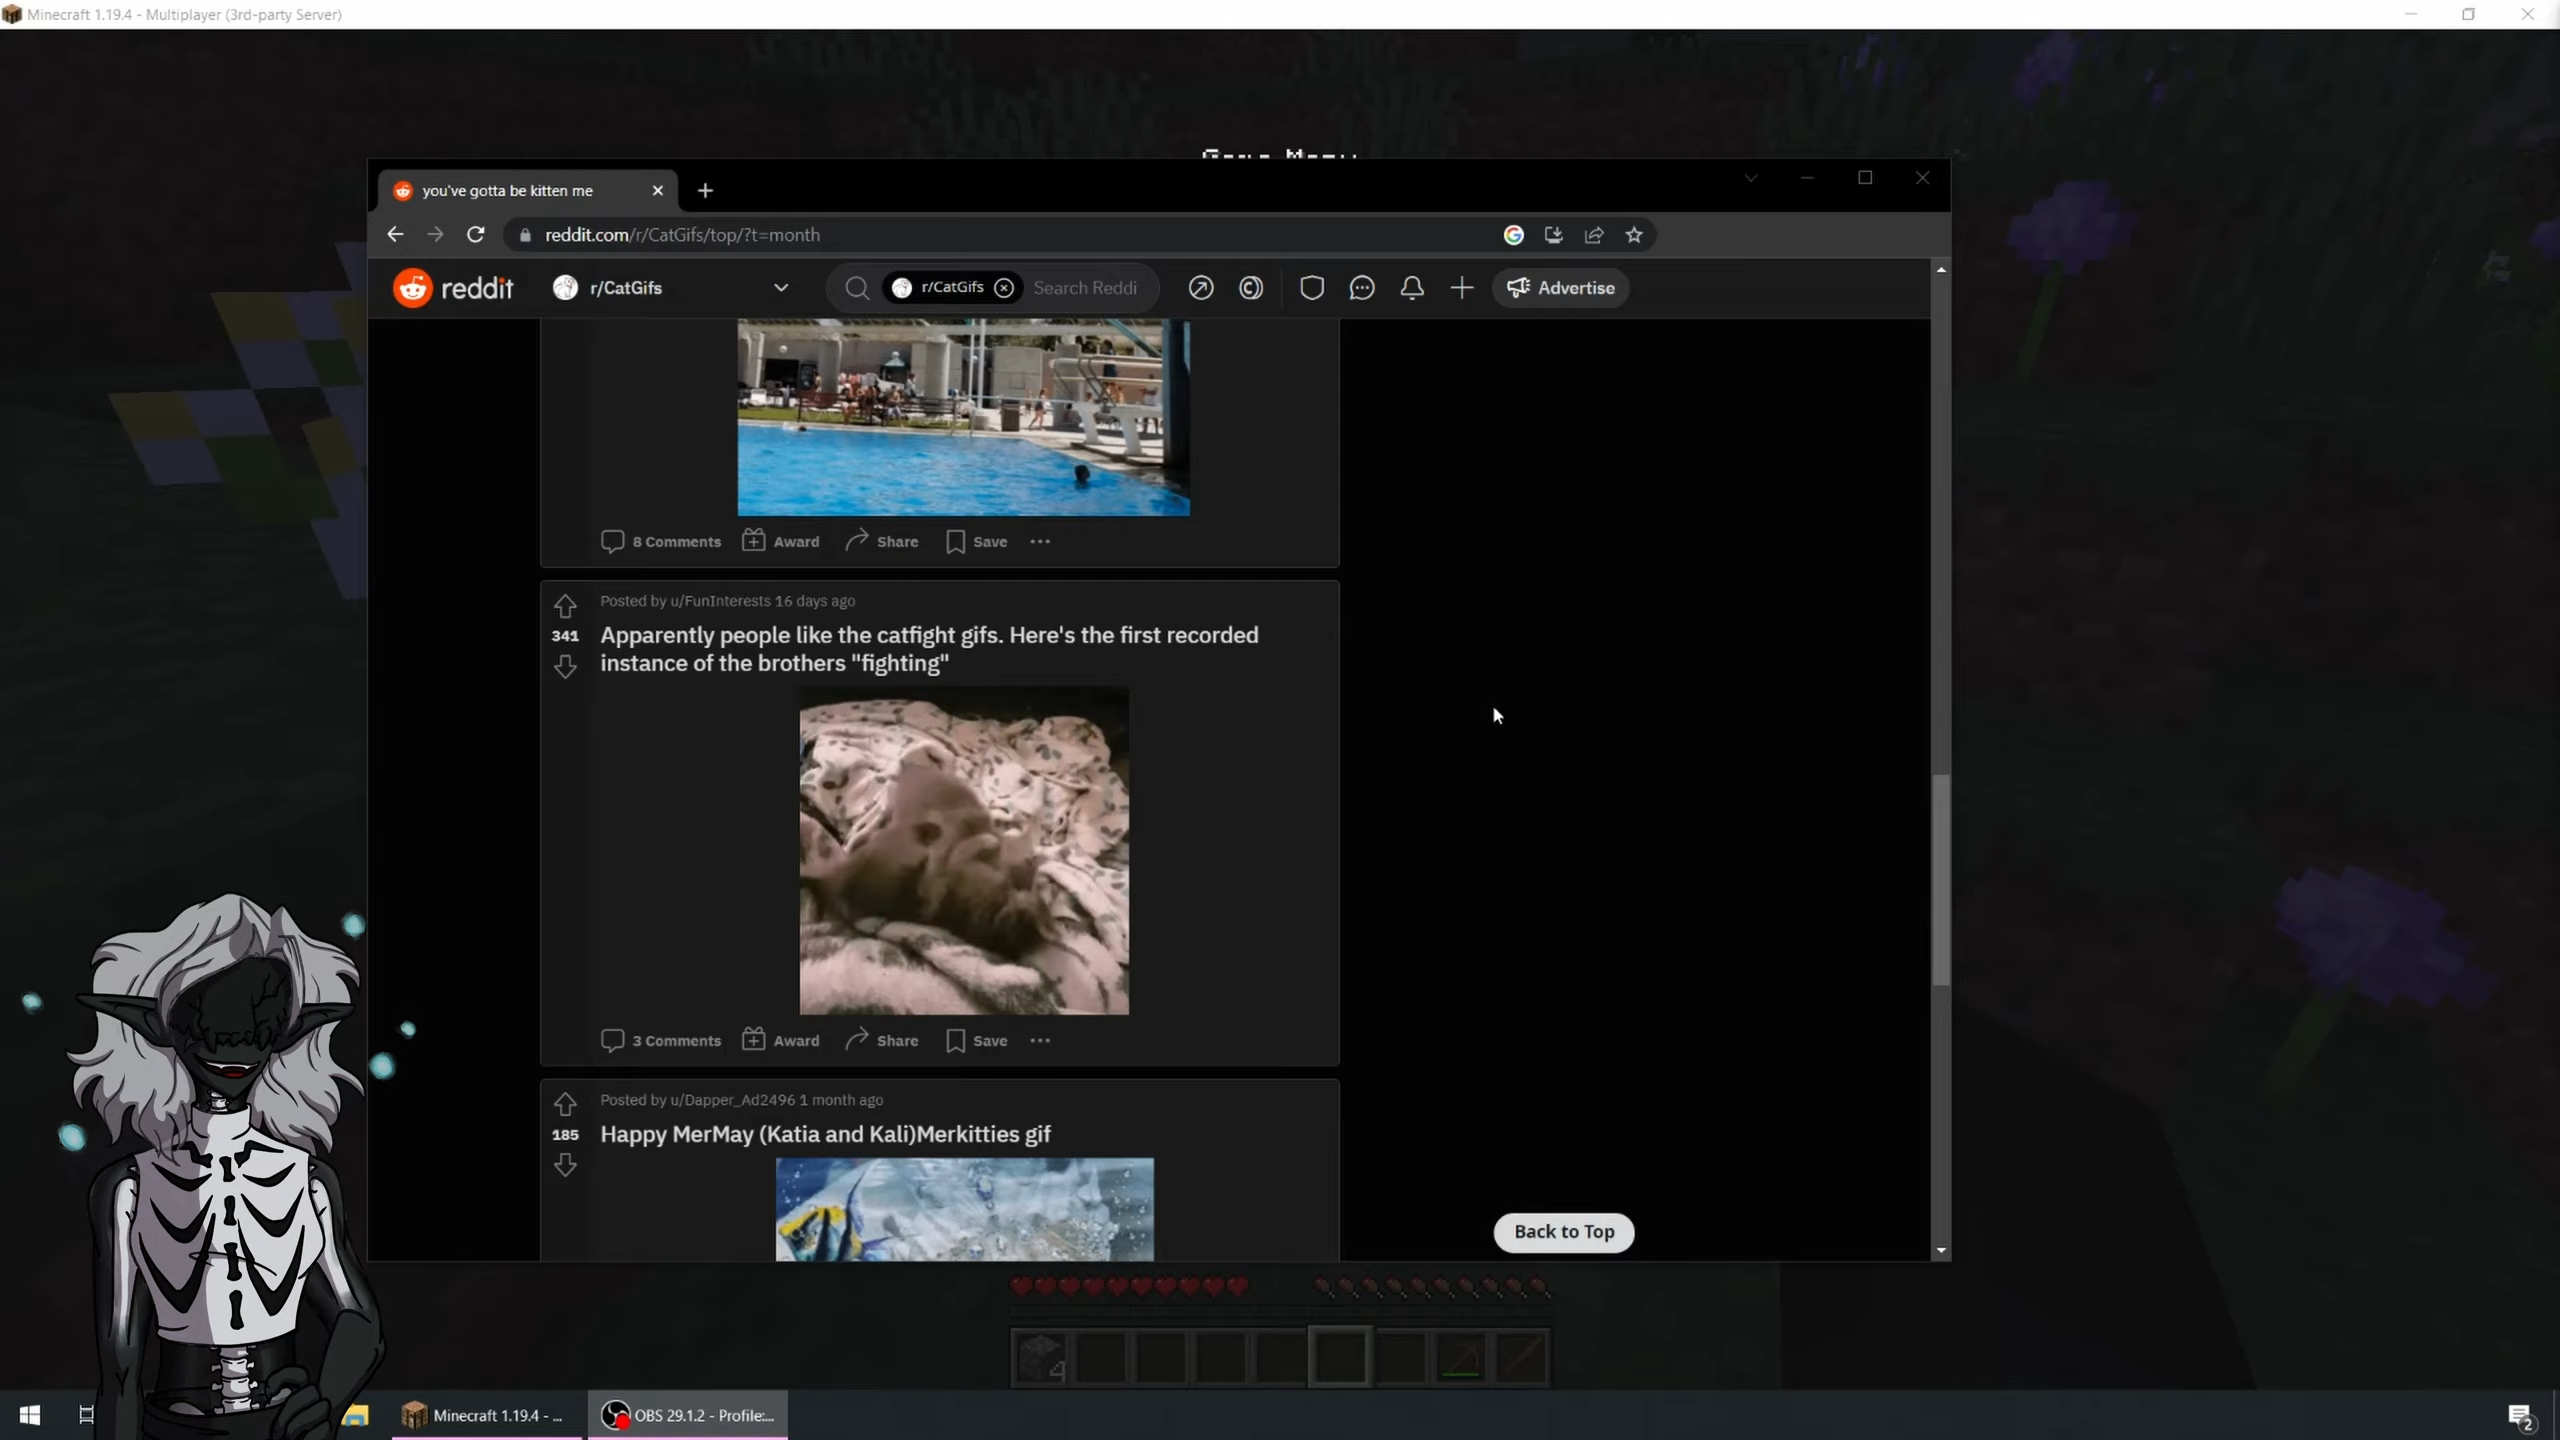 Minecraft 1.19.4 - Multiplayer (3rd-party Server)
you've gotta be kitten me
reddit.com/r/CatGifs/top/?t=month
reddit
r/CatGifs
r/CatGifs
Search Reddi
Advertise
8 Comments
Award
Share
Save
Posted by u/FunInterests 16 days ago
341
Apparently people like the catfight gifs. Here's the first recorded
instance of the brothers "fighting"
3 Comments
Award
Share
Save
Posted by u/Dapper_Ad2496 1 month ago
185
Happy MerMay (Katia and Kali)Merkitties gif
Back to Top
4
Minecraft 1.19.4 - ...
OBS 29.1.2 - Profile:...
2